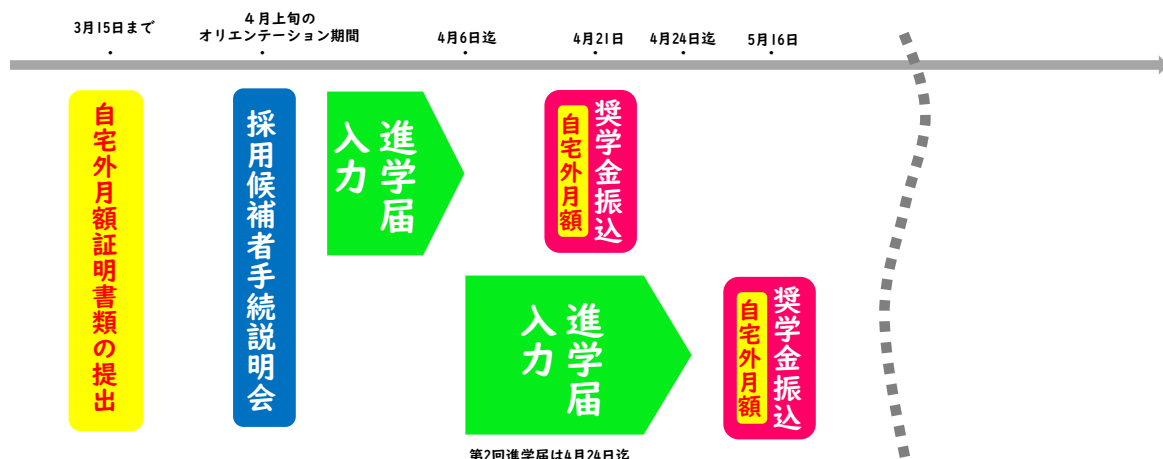 3月15日まで
4月上旬の
オリエンテーション期間
4月6日迄
4月21日
4月24日迄
5月16日
自宅外月額証明書類の提出
採用候補者手続説明会
進学届
入力
奨学金振込
自宅外月額
進学届
入力
奨学金振込
自宅外月額
第2回進学届は4月24日迄